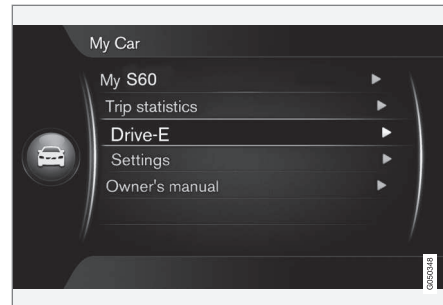 My Car
My S60
Trip statistics
Drive-E
Settings
Owner's manual
G050348